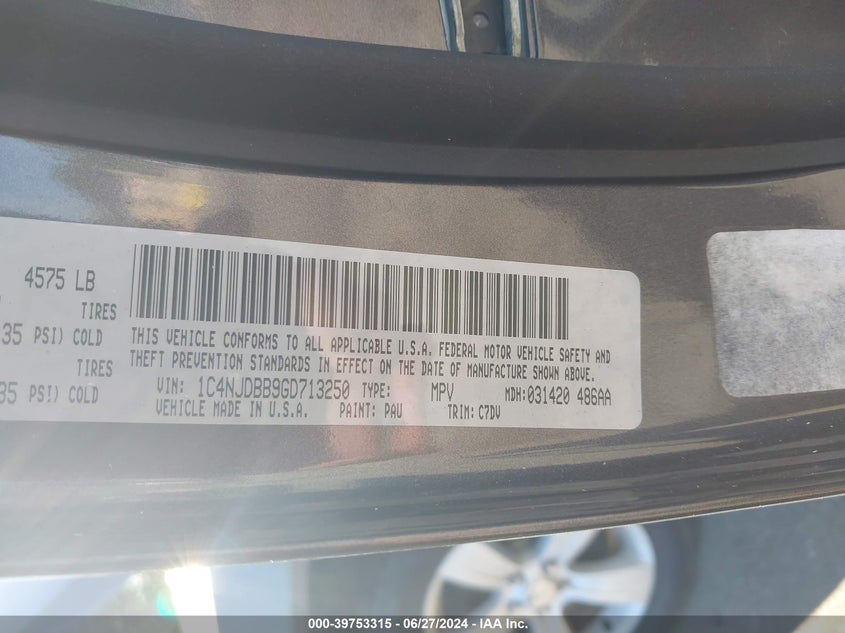 4575 LB
TIRES
35 PSI) COLD
TIRES
35 PSI) COLD
THIS VEHICLE CONFORMS TO ALL APPLICABLE U.S.A. FEDERAL MOTOR VEHICLE SAFETY AND
THEFT PREVENTION STANDARDS IN EFFECT ON THE DATE OF MANUFACTURE SHOWN ABOVE.
VIN: 1C4NJDBB9GD713250 TYPE: MPV MDH:031420 486AA
VEHICLE MADE IN U.S.A. PAINT: PAU TRIM: C7DV
000-39753315 - 06/27/2024 - IAA Inc.